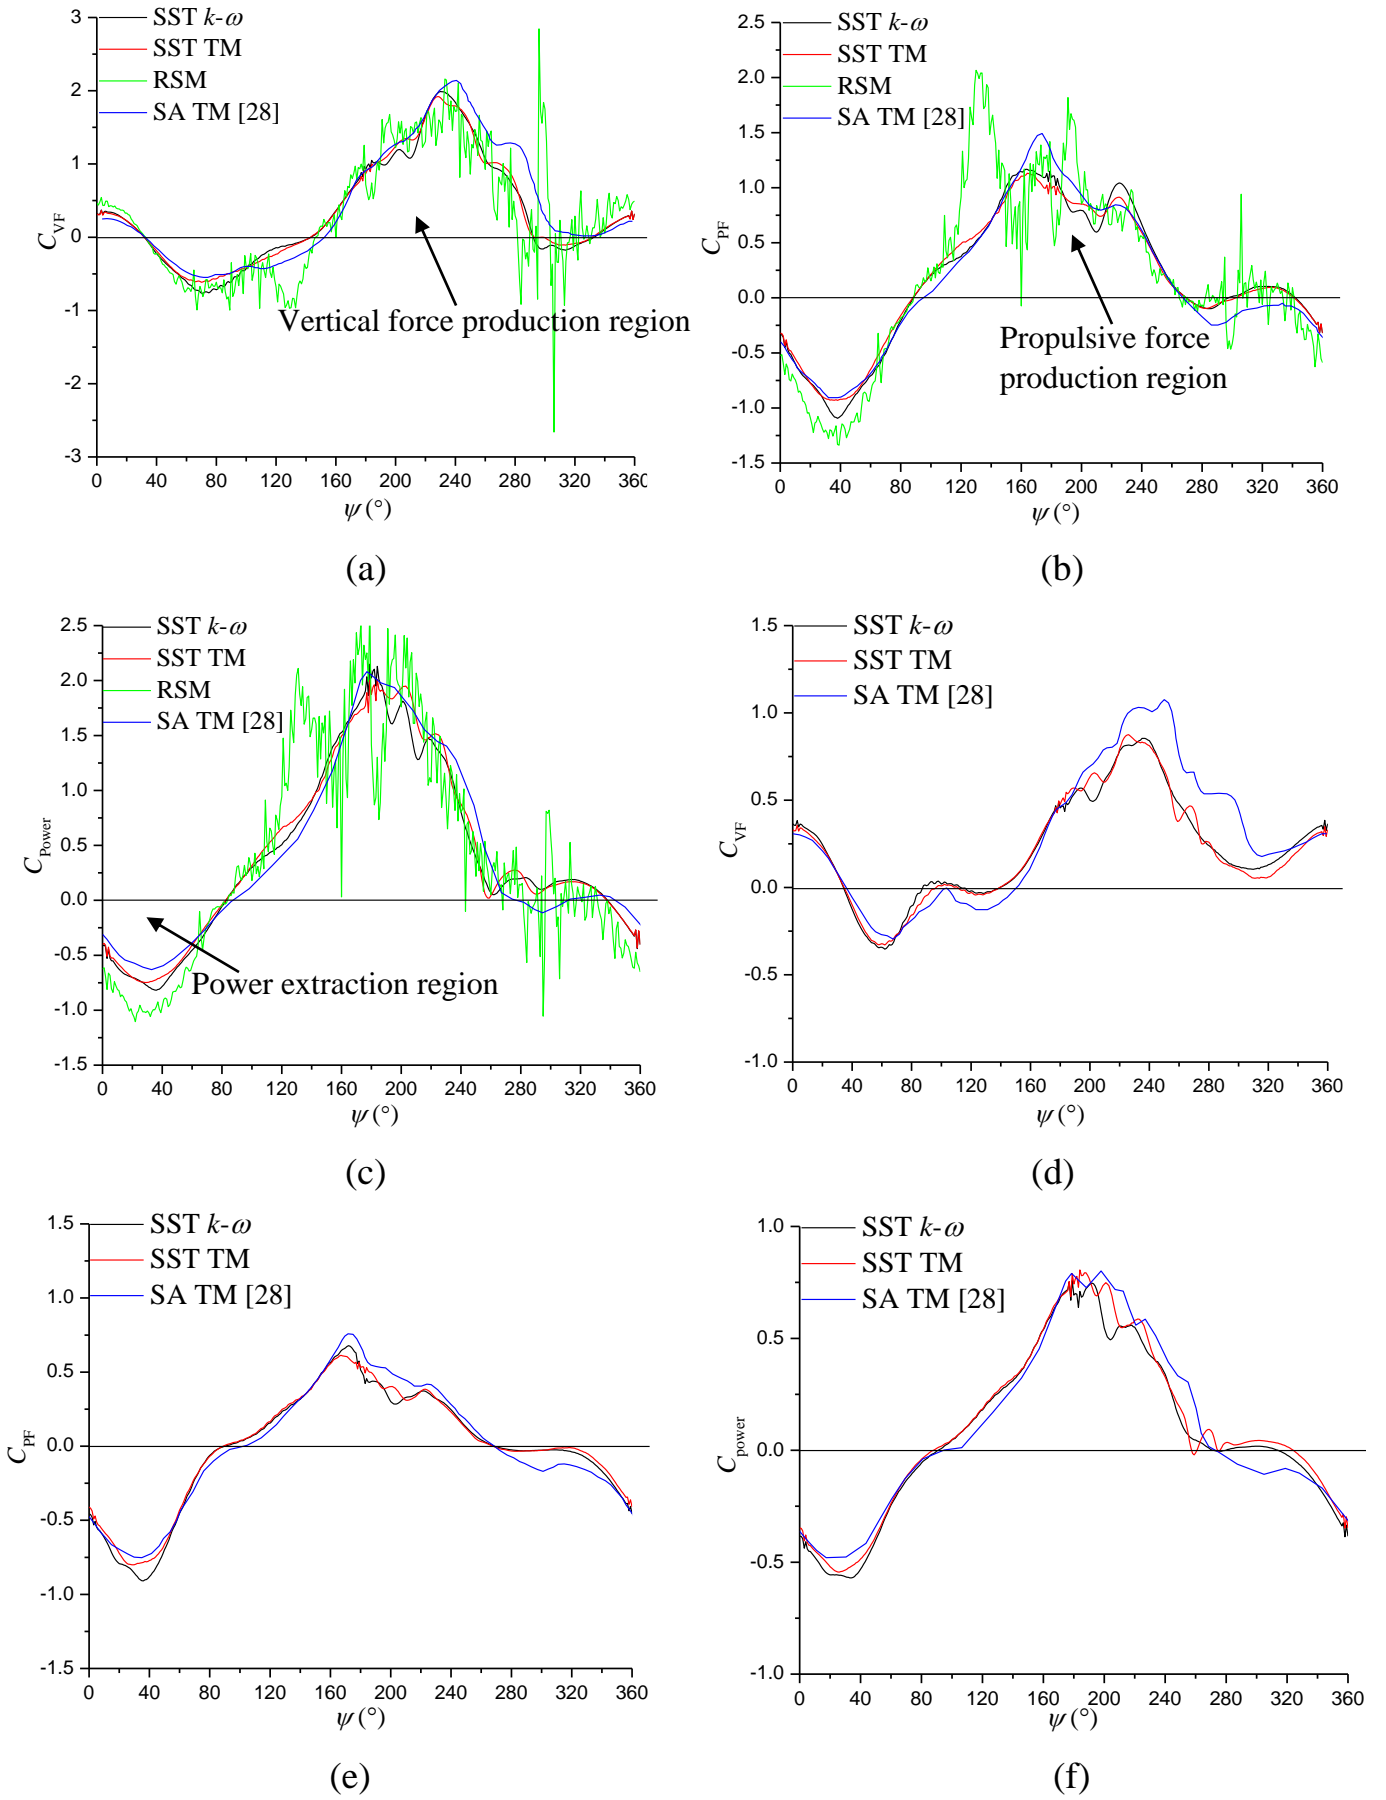 SST k-ω
SST TM
RSM
SA TM [28]
3
2
1
0
-1
-2
-3
C_VF
Vertical force production region
0 40 80 120 160 200 240 280 320 360
ψ (°)
(a)
SST k-ω
SST TM
RSM
SA TM [28]
2.5
2.0
1.5
1.0
0.5
0.0
-0.5
-1.0
-1.5
C_PF
Propulsive force
production region
0 40 80 120 160 200 240 280 320 360
ψ (°)
(b)
SST k-ω
SST TM
RSM
SA TM [28]
2.5
2.0
1.5
1.0
0.5
0.0
-0.5
-1.0
-1.5
C_Power
Power extraction region
0 40 80 120 160 200 240 280 320 360
ψ (°)
(c)
SST k-ω
SST TM
SA TM [28]
1.5
1.0
0.5
0.0
-0.5
-1.0
C_VF
0 40 80 120 160 200 240 280 320 360
ψ (°)
(d)
SST k-ω
SST TM
SA TM [28]
1.5
1.0
0.5
0.0
-0.5
-1.0
-1.5
C_PF
0 40 80 120 160 200 240 280 320 360
ψ (°)
(e)
SST k-ω
SST TM
SA TM [28]
1.0
0.5
0.0
-0.5
-1.0
C_power
0 40 80 120 160 200 240 280 320 360
ψ (°)
(f)